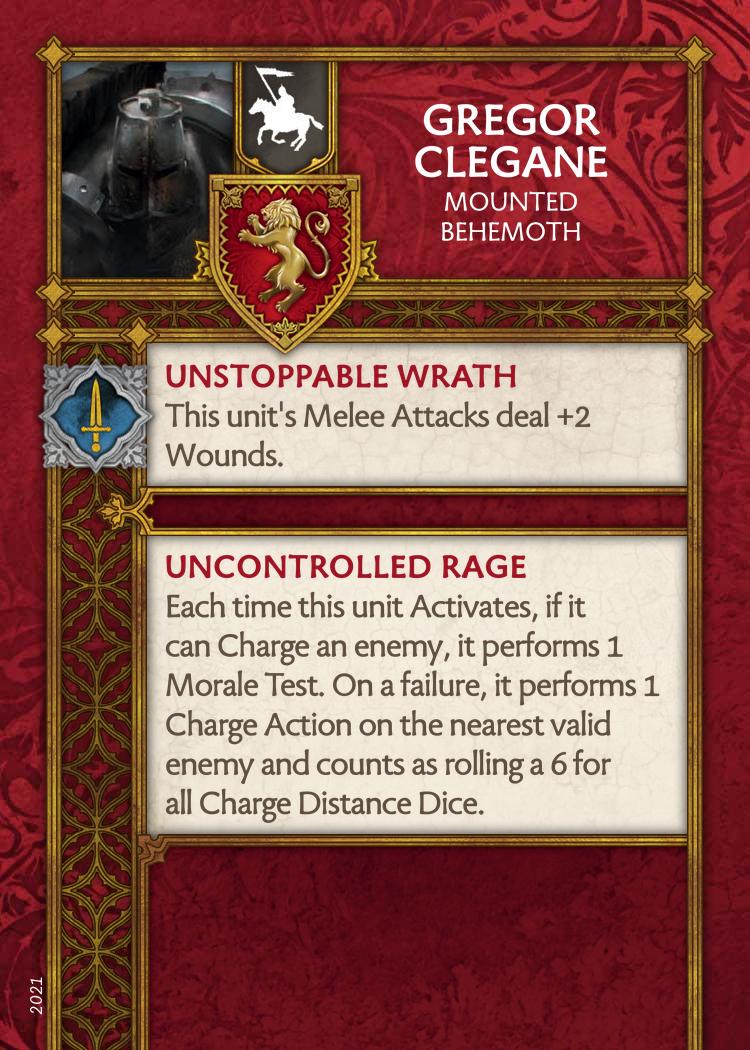 GREGOR
CLEGANE
MOUNTED
BEHEMOTH
UNSTOPPABLE WRATH
This unit's Melee Attacks deal +2
Wounds.
UNCONTROLLED RAGE
Each time this unit Activates, if it
can Charge an enemy, it performs 1
Morale Test. On a failure, it performs 1
Charge Action on the nearest valid
enemy and counts as rolling a 6 for
all Charge Distance Dice.
2021